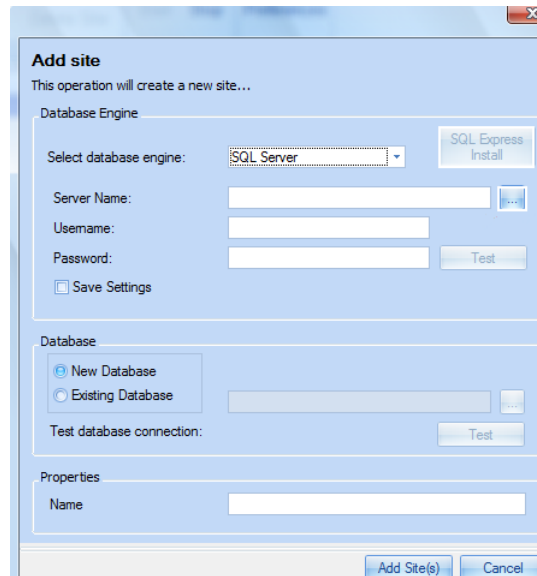 Add site
This operation will create a new site...
Database Engine
Select database engine:
SQL Server
SQL Express
Install
Server Name:
...
Username:
Password:
Test
Save Settings
Database
New Database
Existing Database
...
Test database connection:
Test
Properties
Name
Add Site(s)
Cancel